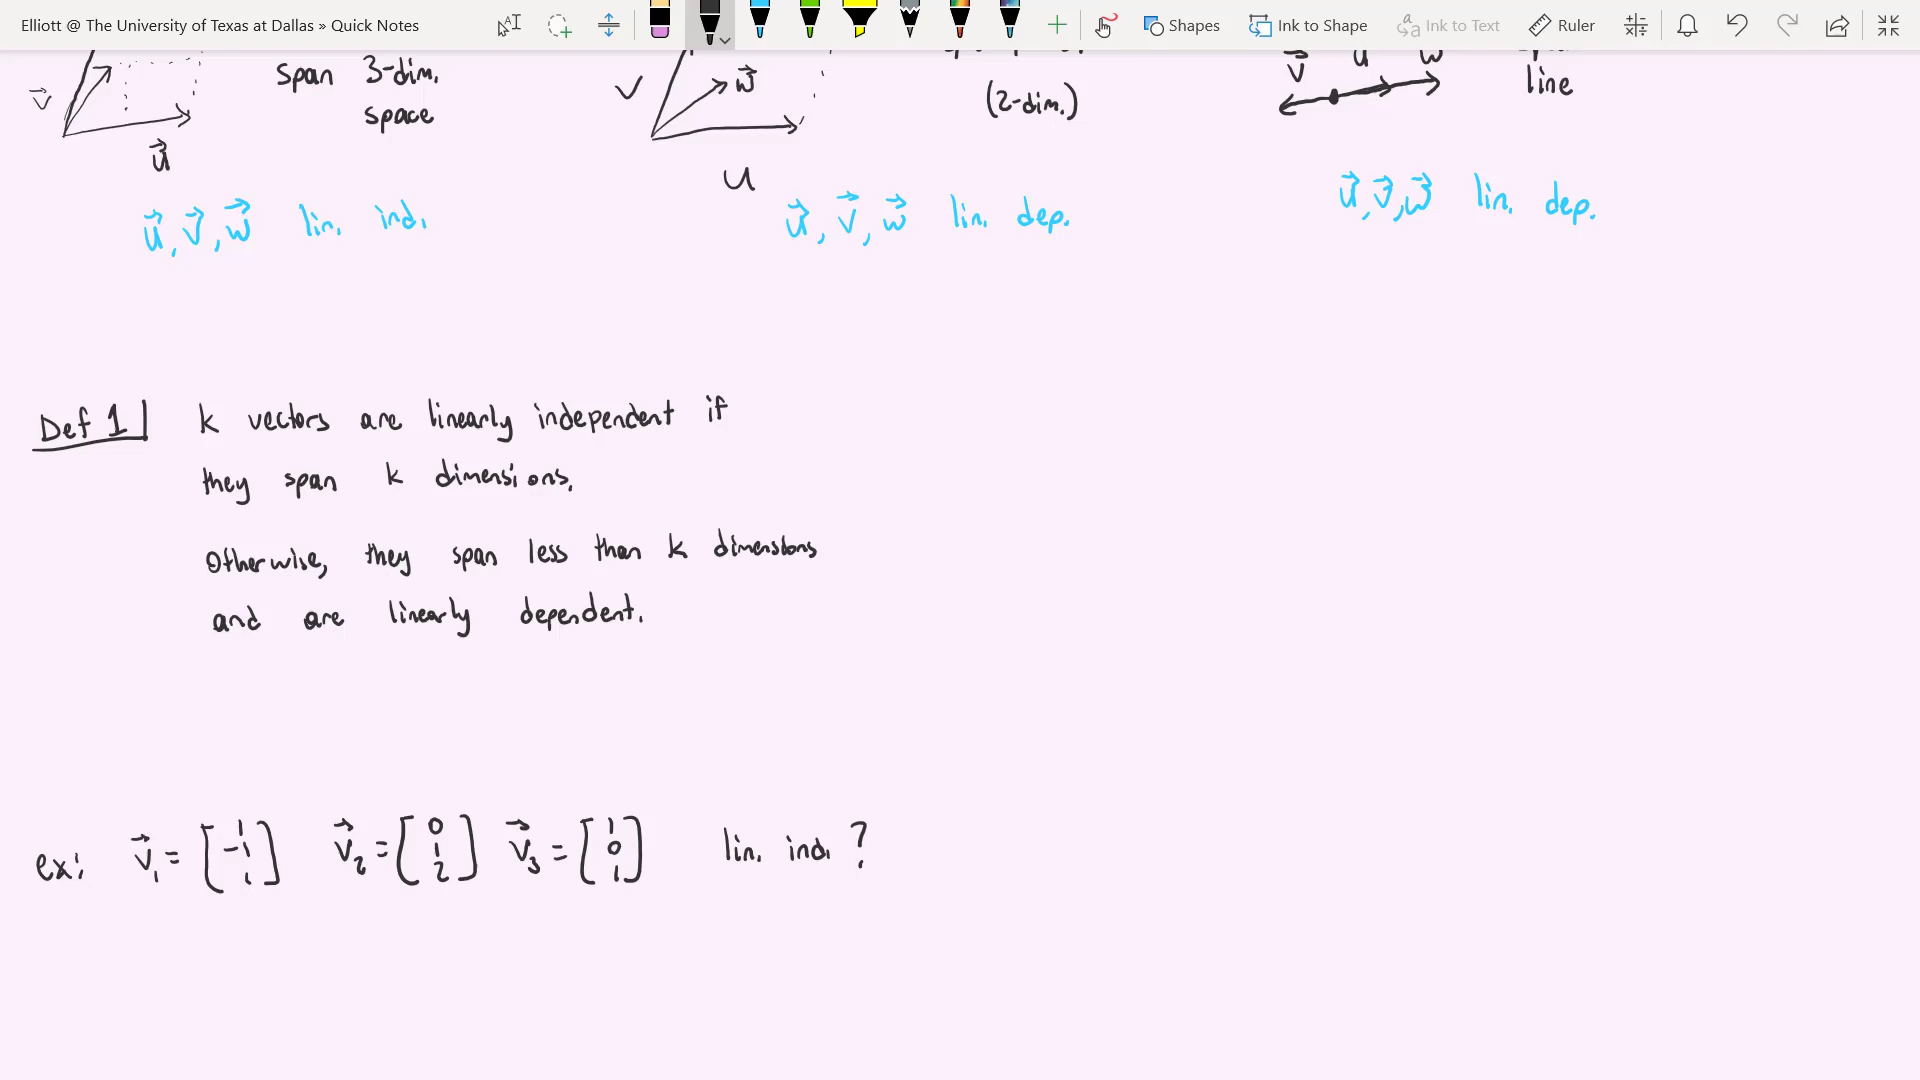 Elliott @ The University of Texas at Dallas » Quick Notes
Shapes
Ink to Shape
Ink to Text
Ruler
span 3-dim.
space
v⃗
u⃗
V
w⃗
u
(2-dim.)
v⃗ u w
line
u⃗, v⃗, w⃗ lin. ind.
u⃗, v⃗, w⃗ lin. dep.
u⃗, v⃗, w⃗ lin. dep.
Def 1 k vectors are linearly independent if
they span k dimensions.
Otherwise, they span less than k dimensions
and are linearly dependent.
ex: v⃗₁ = [1 -1 1] v⃗₂ = [0 1 2] v⃗₃ = [1 0 1] lin. ind. ?